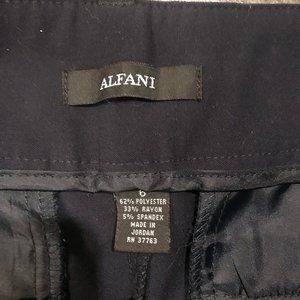 ALFANI
6
62% POLYESTER
33% RAYON
5% SPANDEX
MADE IN
JORDAN
RN 37763